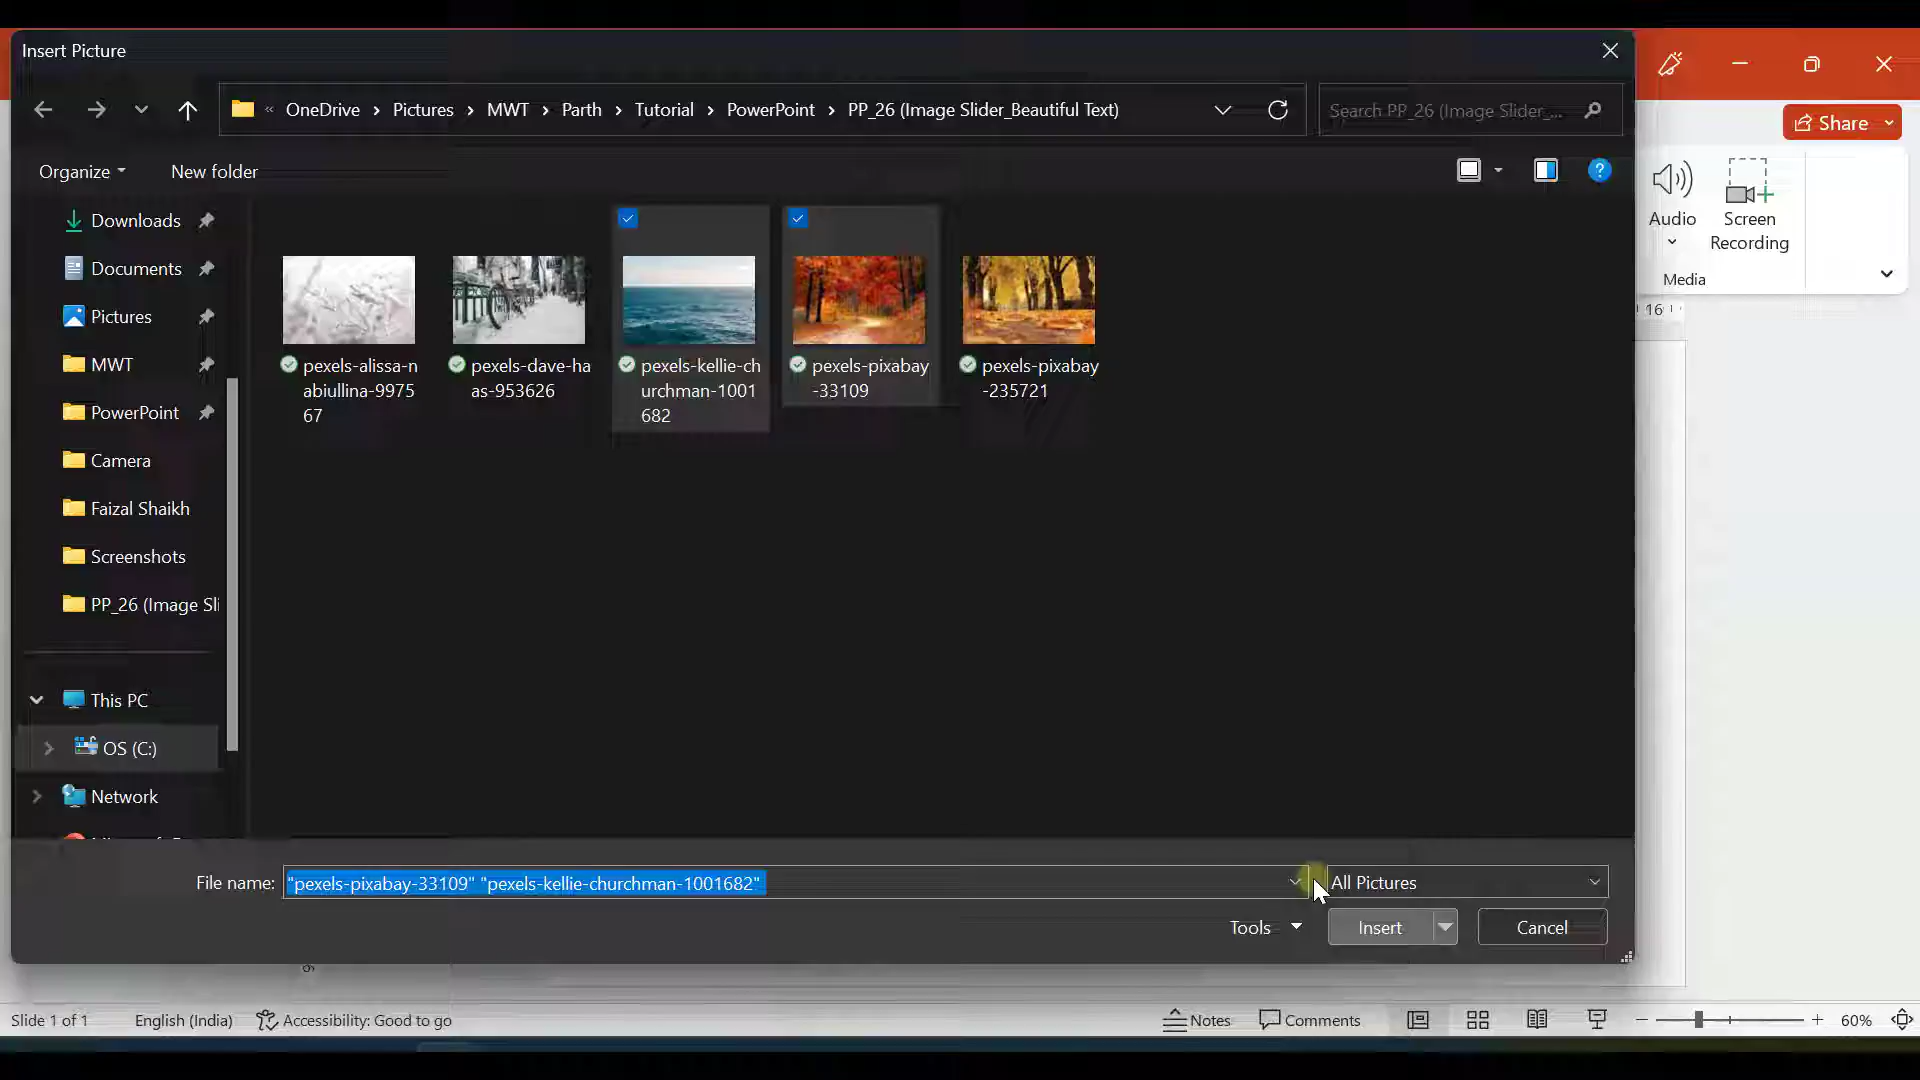 Insert Picture
« OneDrive > Pictures > MWT > Parth > Tutorial > PowerPoint > PP_26 (Image Slider_Beautiful Text)
Search PP_26 (Image Slider_...
Share
Organize
New folder
Audio
Screen
Recording
Media
16
Downloads
Documents
Pictures
MWT
PowerPoint
Camera
Faizal Shaikh
Screenshots
PP_26 (Image Sli
This PC
OS (C:)
Network
pexels-alissa-n
abiullina-9975
67
pexels-dave-ha
as-953626
pexels-kellie-ch
urchman-1001
682
pexels-pixabay
-33109
pexels-pixabay
-235721
File name: "pexels-pixabay-33109" "pexels-kellie-churchman-1001682"
All Pictures
Tools
Insert
Cancel
Slide 1 of 1
English (India)
Accessibility: Good to go
Notes
Comments
60%